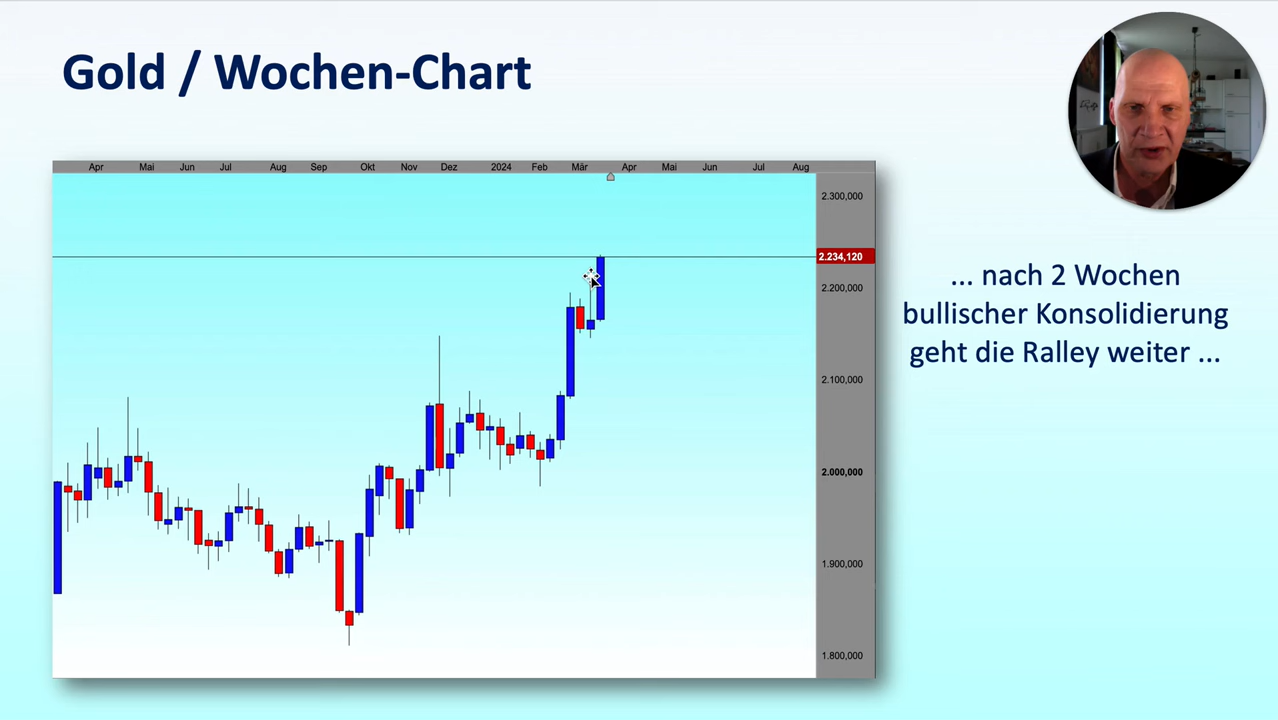 Gold / Wochen-Chart
Apr Mai Jun Jul Aug Sep Okt Nov Dez 2024 Feb Mär Apr Mai Jun Jul Aug
2.300,000
2.234,120
2.200,000
2.100,000
2.000,000
1.900,000
1.800,000
... nach 2 Wochen
bullischer Konsolidierung
geht die Ralley weiter ...